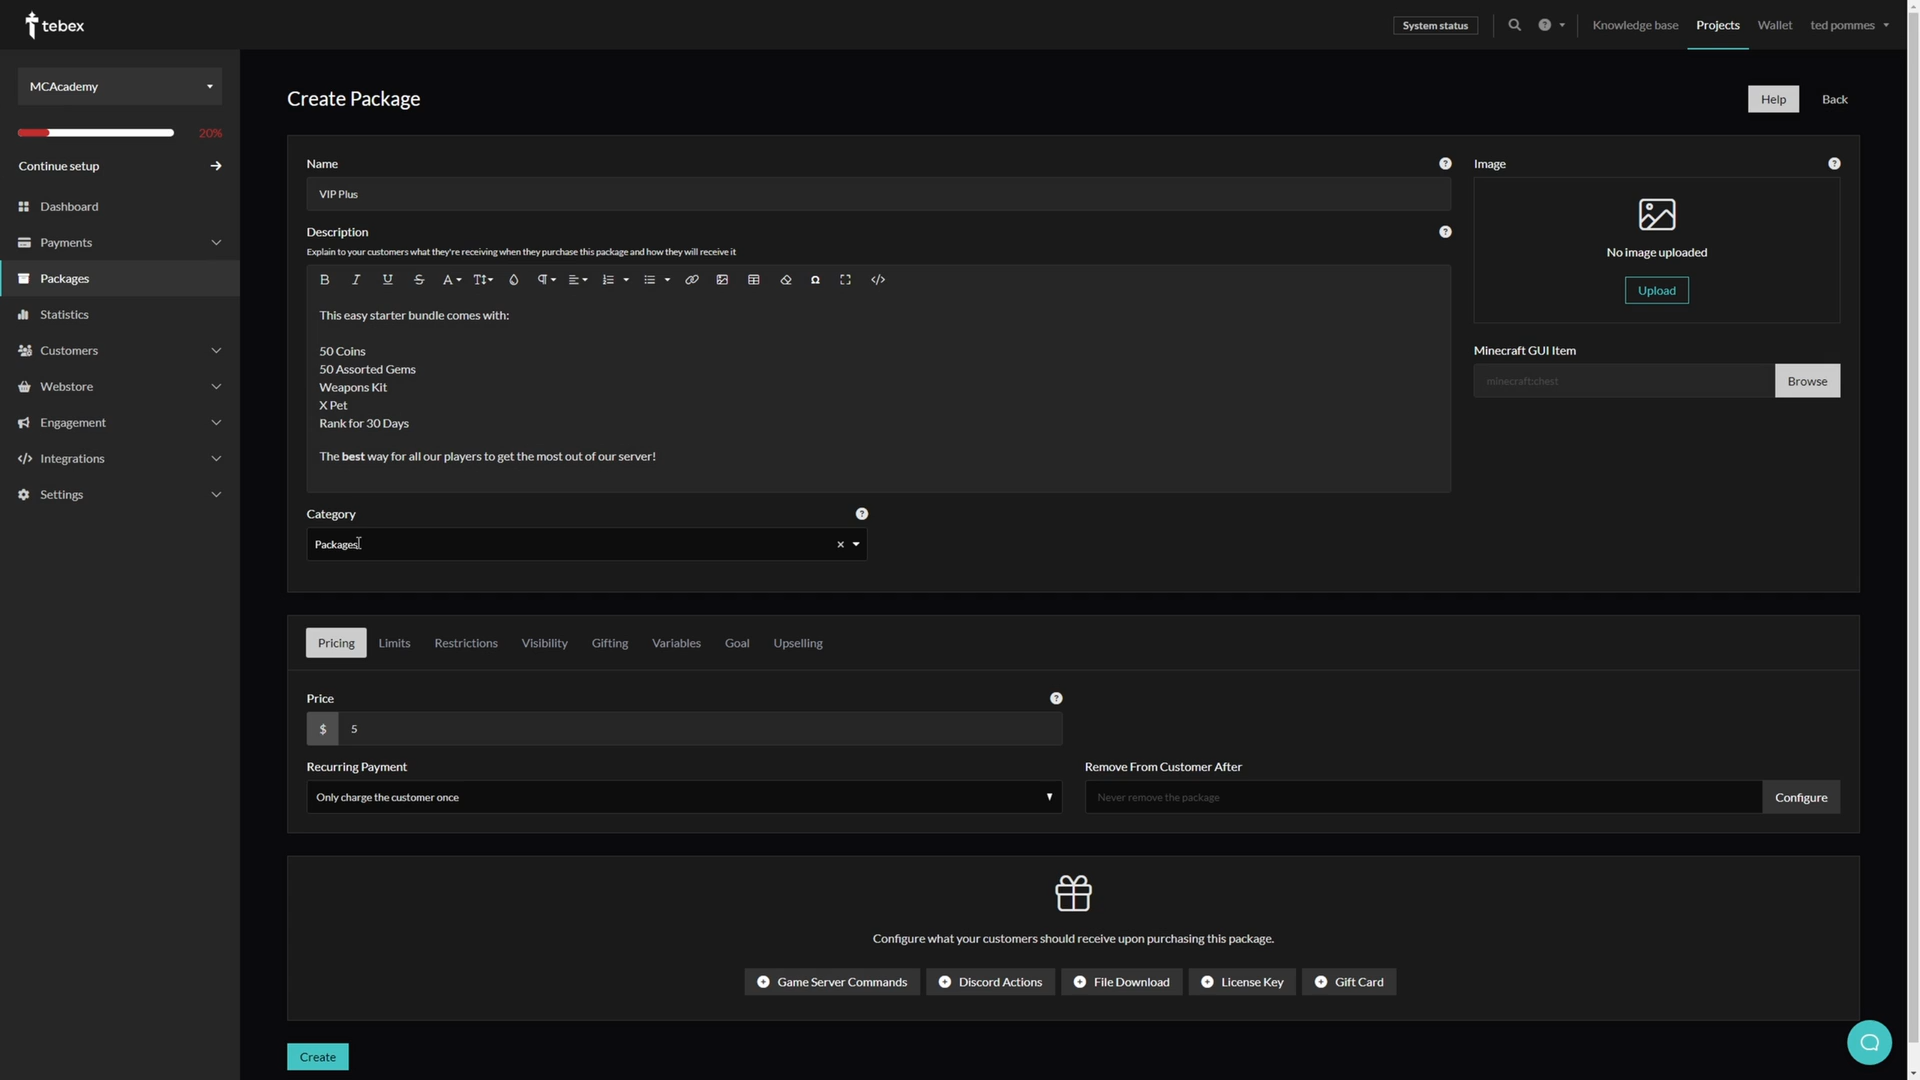 tebex
System status
Knowledge base
Projects
Wallet
ted pommes
MCAcademy
20%
Continue setup
Dashboard
Payments
Packages
Statistics
Customers
Webstore
Engagement
Integrations
Settings
Create Package
Help
Back
Name
VIP Plus
Description
Explain to your customers what they're receiving when they purchase this package and how they will receive it
This easy starter bundle comes with:
50 Coins
50 Assorted Gems
Weapons Kit
X Pet
Rank for 30 Days
The best way for all our players to get the most out of our server!
Category
Packages
Image
No image uploaded
Upload
Minecraft GUI Item
minecraft:chest
Browse
Pricing
Limits
Restrictions
Visibility
Gifting
Variables
Goal
Upselling
Price
$ 5
Recurring Payment
Only charge the customer once
Remove From Customer After
Never remove the package
Configure
Configure what your customers should receive upon purchasing this package.
Game Server Commands
Discord Actions
File Download
License Key
Gift Card
Create